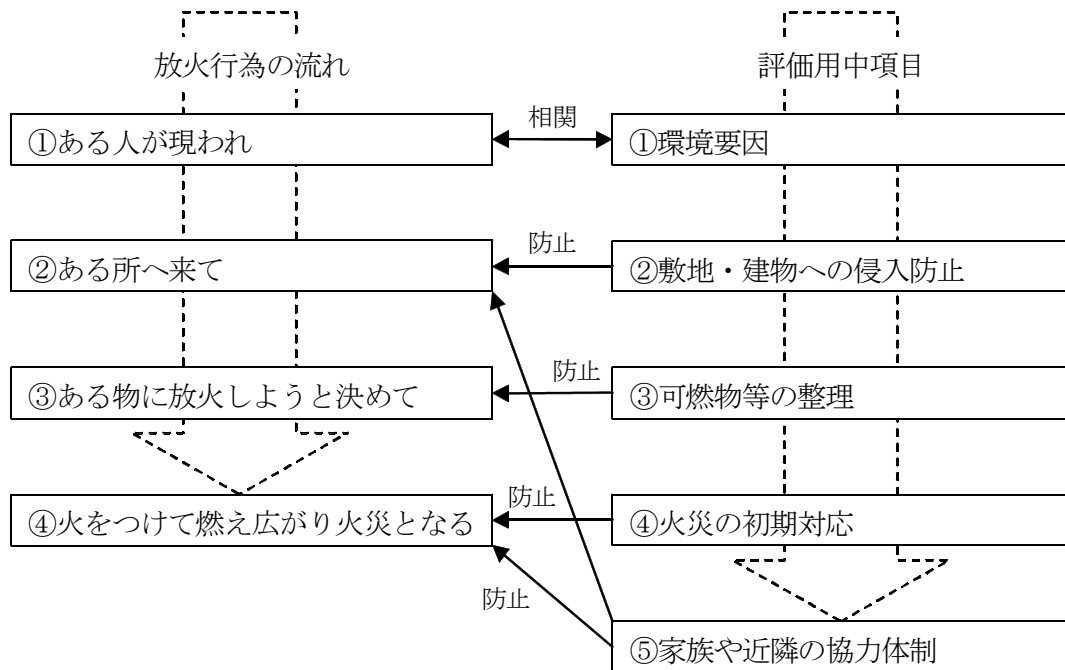 放火行為の流れ
評価用中項目
①ある人が現われ
相関
①環境要因
②ある所へ来て
防止
②敷地・建物への侵入防止
③ある物に放火しようと決めて
防止
③可燃物等の整理
④火をつけて燃え広がり火災となる
防止
④火災の初期対応
防止
⑤家族や近隣の協力体制